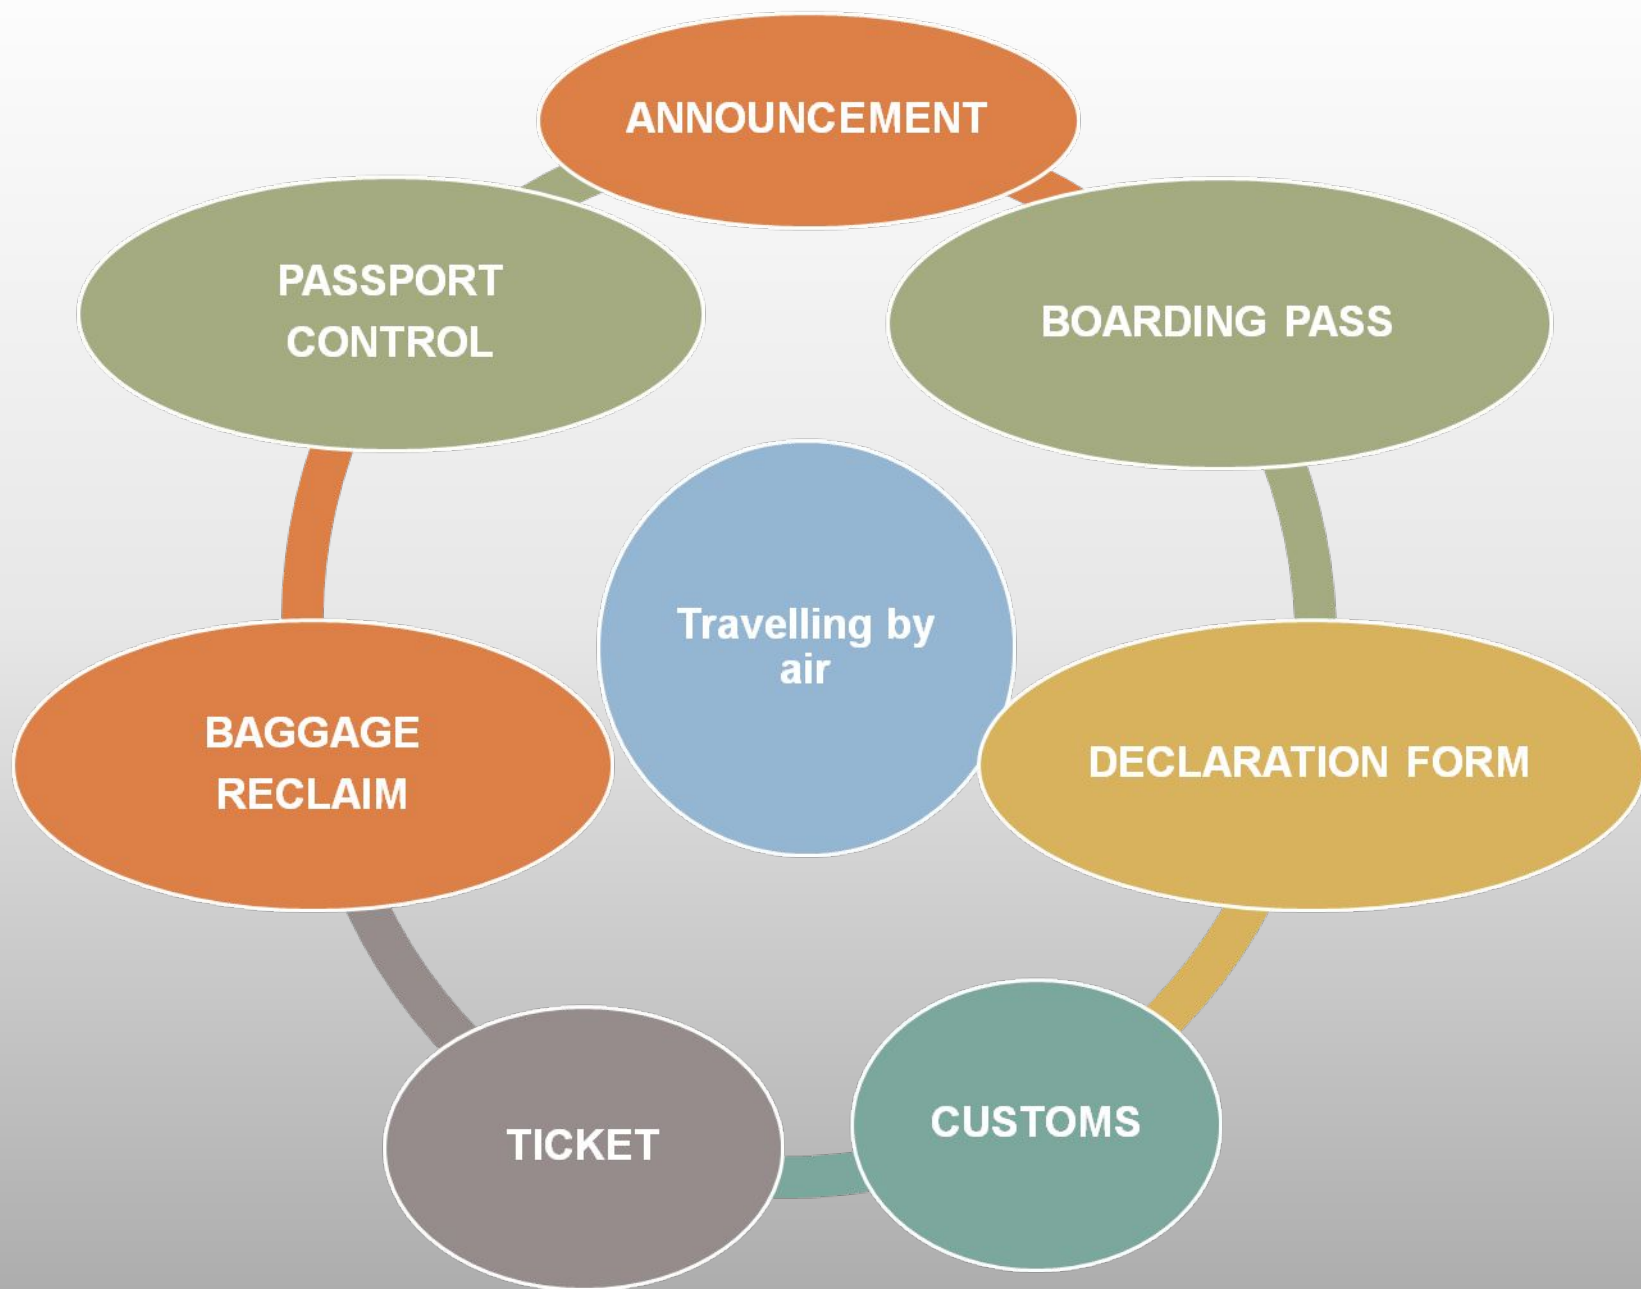 ANNOUNCEMENT
PASSPORT
CONTROL
BOARDING PASS
Travelling by
air
BAGGAGE
RECLAIM
DECLARATION FORM
TICKET
CUSTOMS